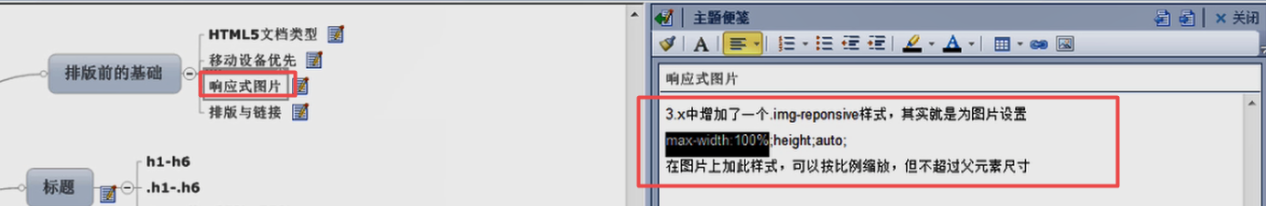 HTML5文档类型
移动设备优先
排版前的基础
响应式图片
排版与链接
h1-h6
标题
.h1-.h6
主题便笺
关闭
响应式图片
3.x中增加了一个.img-reponsive样式，其实就是为图片设置
max-width:100%;height;auto;
在图片上加此样式，可以按比例缩放，但不超过父元素尺寸